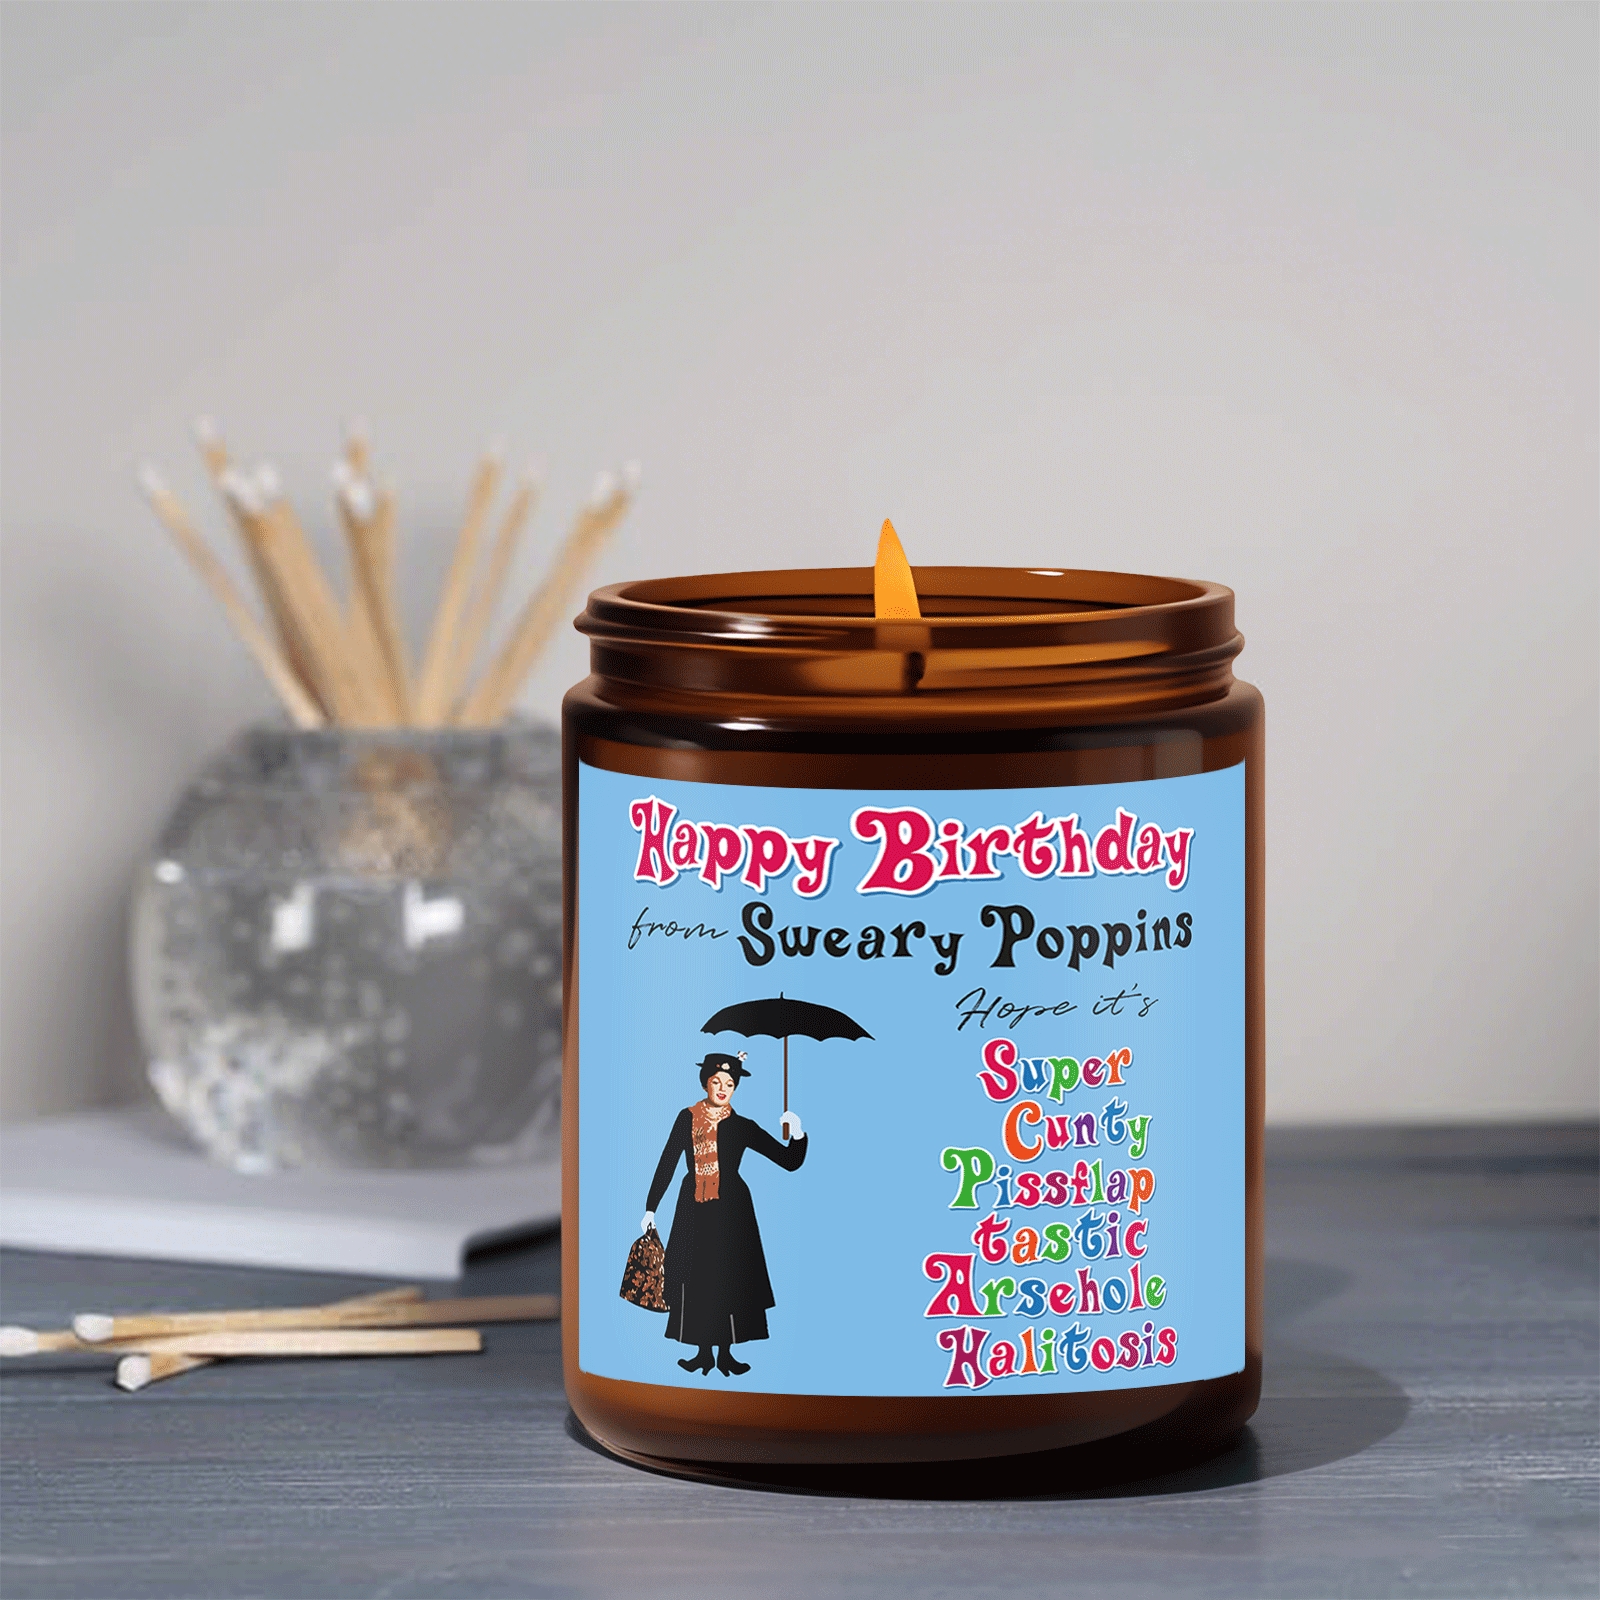 Happy Birthday
from Sweary Poppins
Hope it's
Super
Cunty
Pissflap
tastic
Arsehole
Halitosis